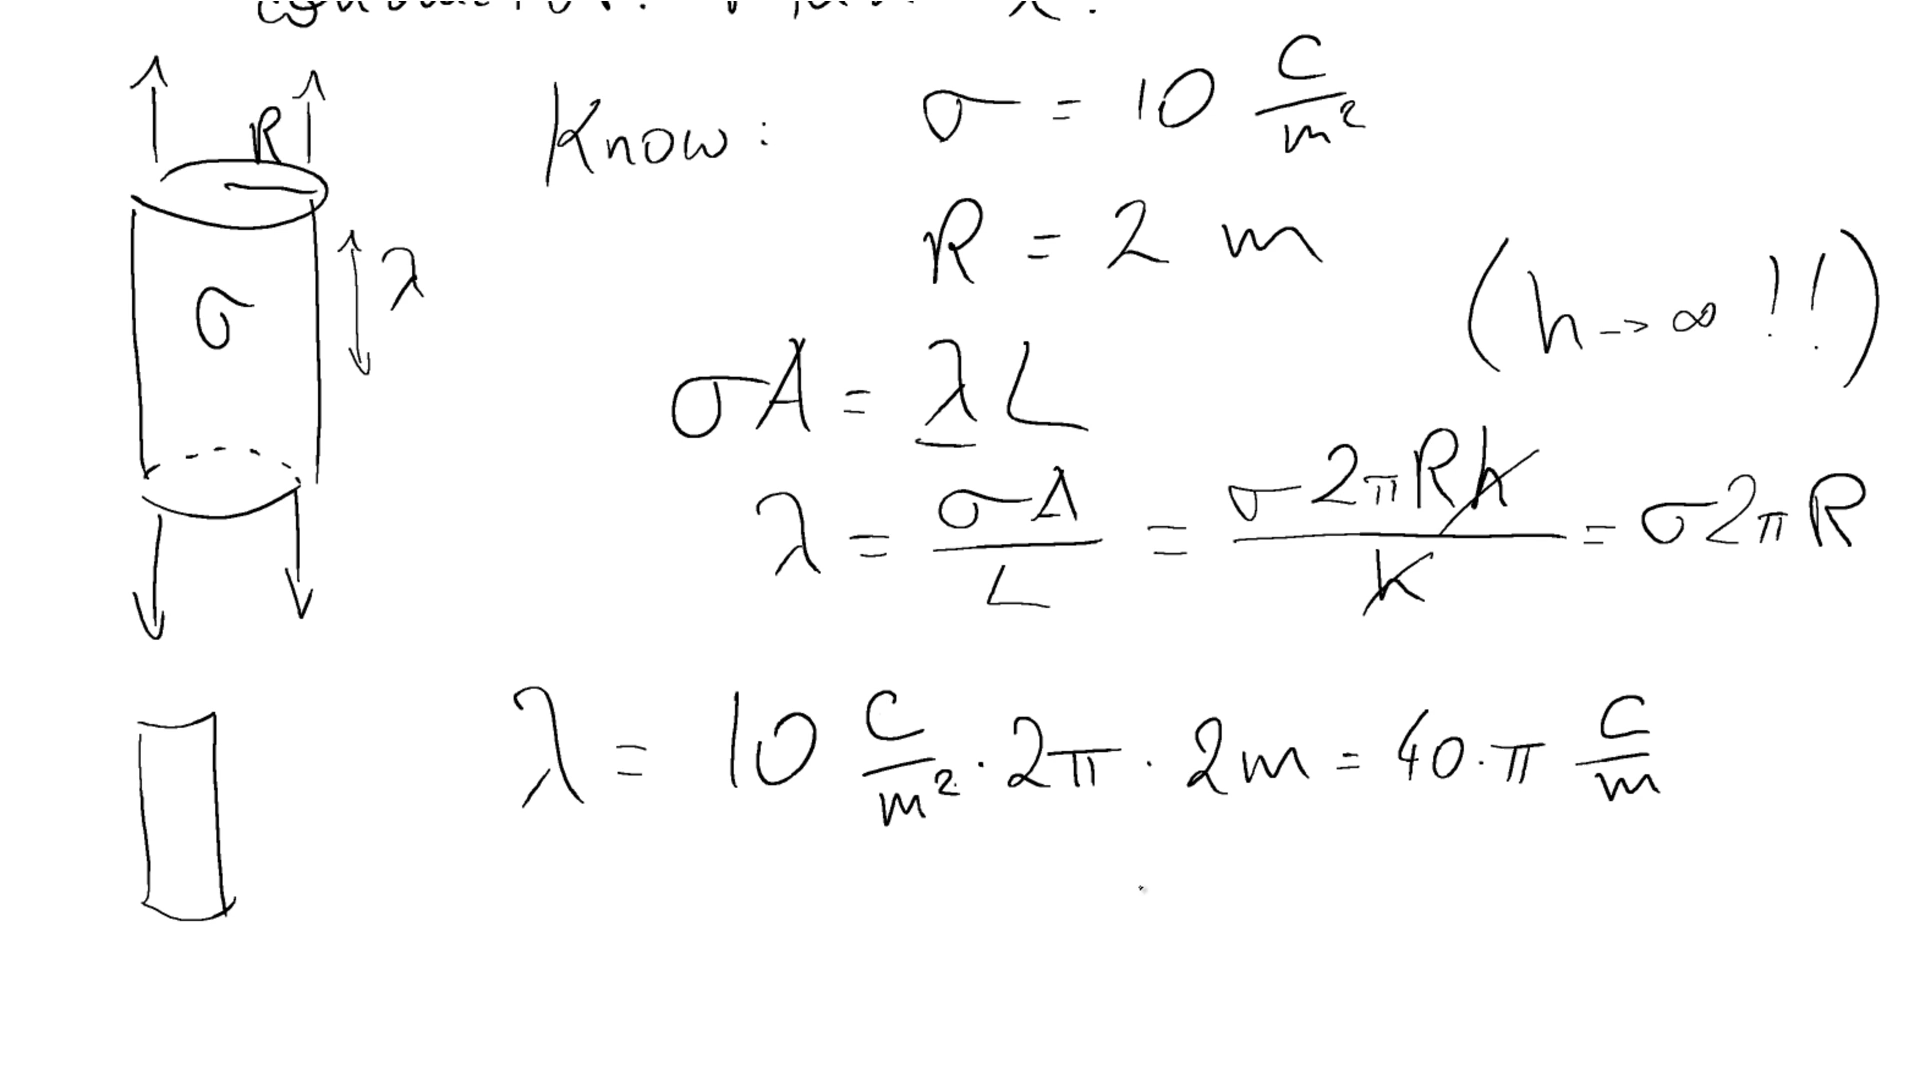 R
Know: σ = 10 C/m²
R = 2 m
λ
σ
(h → ∞ !!)
σA = λL
λ = σA/L = σ2πRh/h = σ2πR
λ = 10 C/m² · 2π · 2m = 40·π C/m